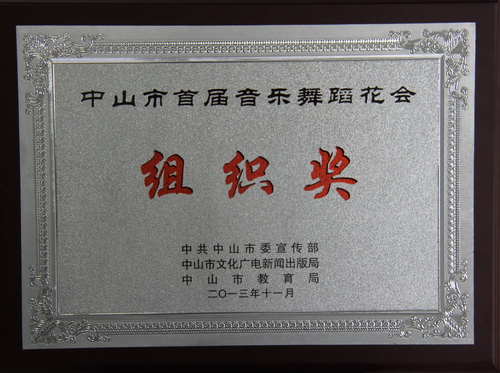 中山市首届音乐舞蹈花会
组织奖
中共中山市委宣传部
中山市文化广电新闻出版局
中山市教育局
二〇一三年十一月